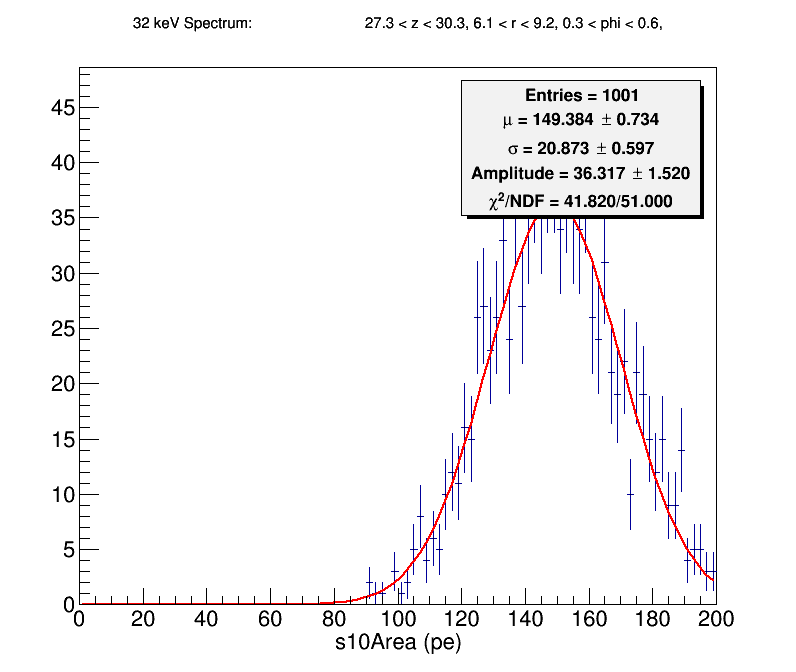 32 keV Spectrum: 27.3 < z < 30.3, 6.1 < r < 9.2, 0.3 < phi < 0.6,
Entries = 1001
μ = 149.384 ± 0.734
σ = 20.873 ± 0.597
Amplitude = 36.317 ± 1.520
χ²/NDF = 41.820/51.000
45
40
35
30
25
20
15
10
5
0
0 20 40 60 80 100 120 140 160 180 200
s10Area (pe)